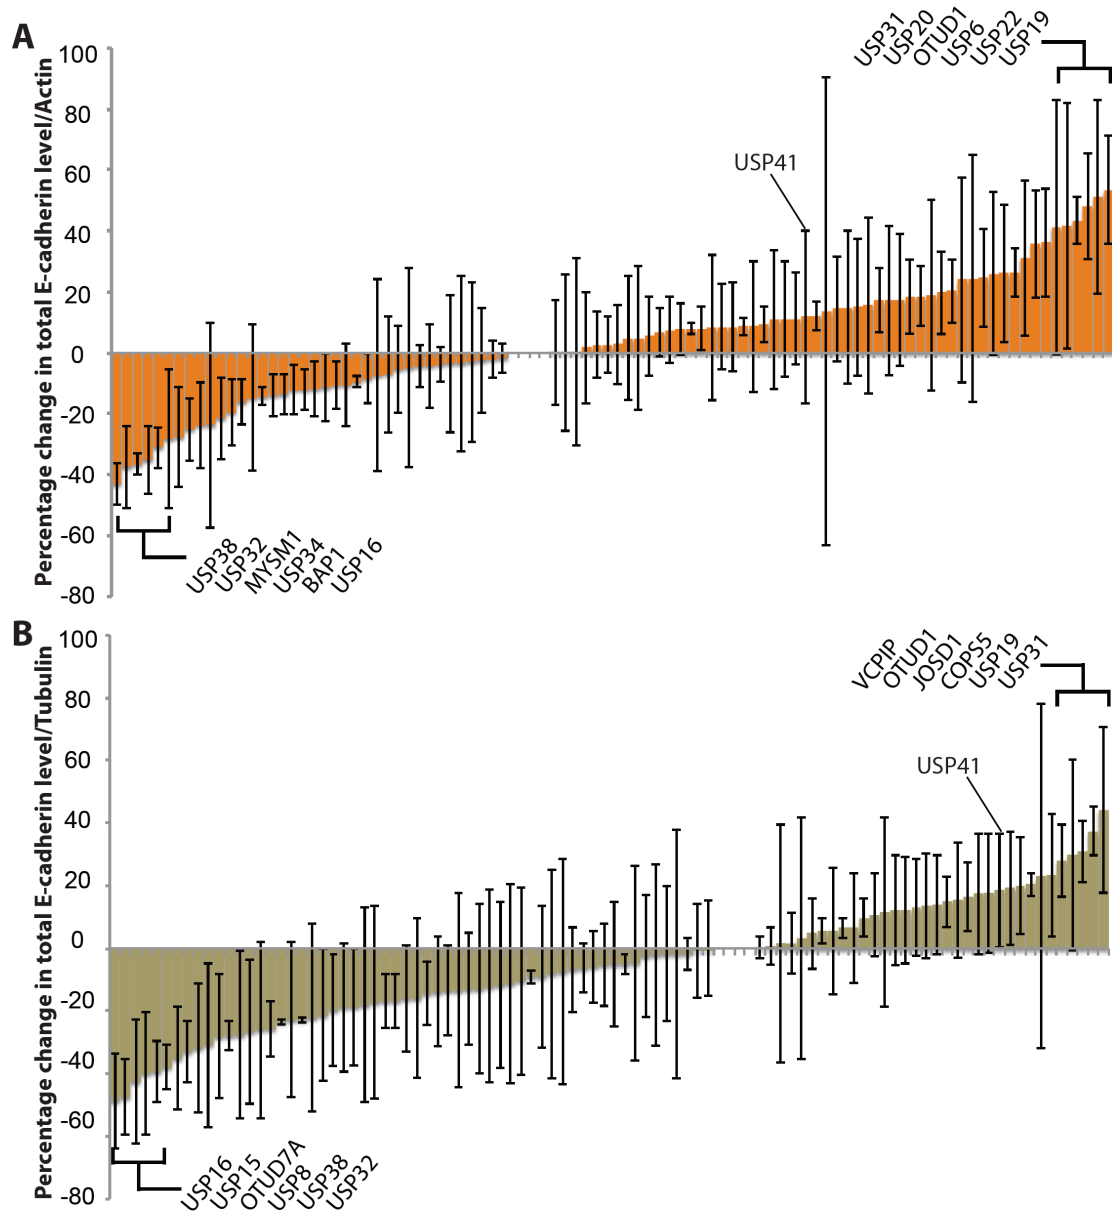 A
Percentage change in total E-cadherin level/Actin
100
80
60
40
20
0
-20
-40
-60
-80
USP31
USP20
OTUD1
USP6
USP22
USP19
USP41
USP38
USP32
MYSM1
USP34
BAP1
USP16
B
Percentage change in total E-cadherin level/Tubulin
100
80
60
40
20
0
-20
-40
-60
-80
VCPIP
OTUD1
JOSD1
COPS5
USP19
USP31
USP41
USP16
USP15
OTUD7A
USP8
USP38
USP32